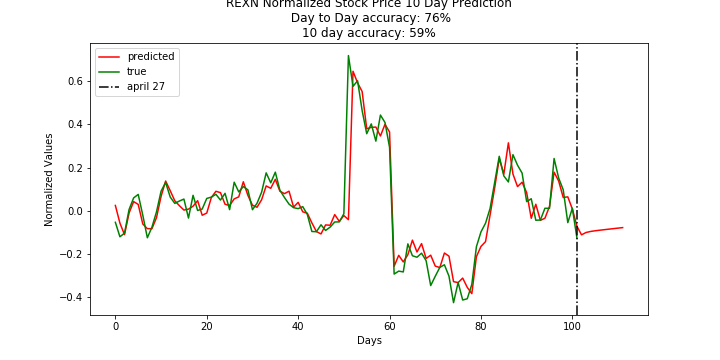 REXN Normalized Stock Price 10 Day Prediction
Day to Day accuracy: 76%
10 day accuracy: 59%
predicted
true
april 27
Normalized Values
0.6
0.4
0.2
0.0
−0.2
−0.4
0 20 40 60 80 100
Days